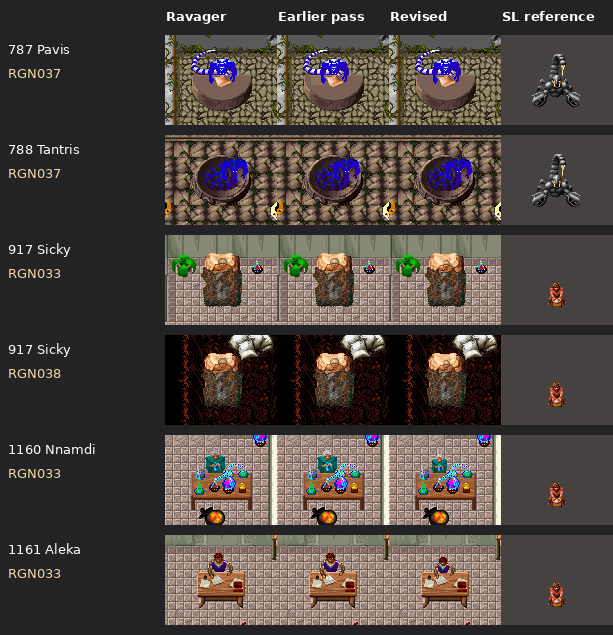 Ravager Earlier pass Revised SL reference
787 Pavis
RGN037
788 Tantris
RGN037
917 Sicky
RGN033
917 Sicky
RGN038
1160 Nnamdi
RGN033
1161 Aleka
RGN033